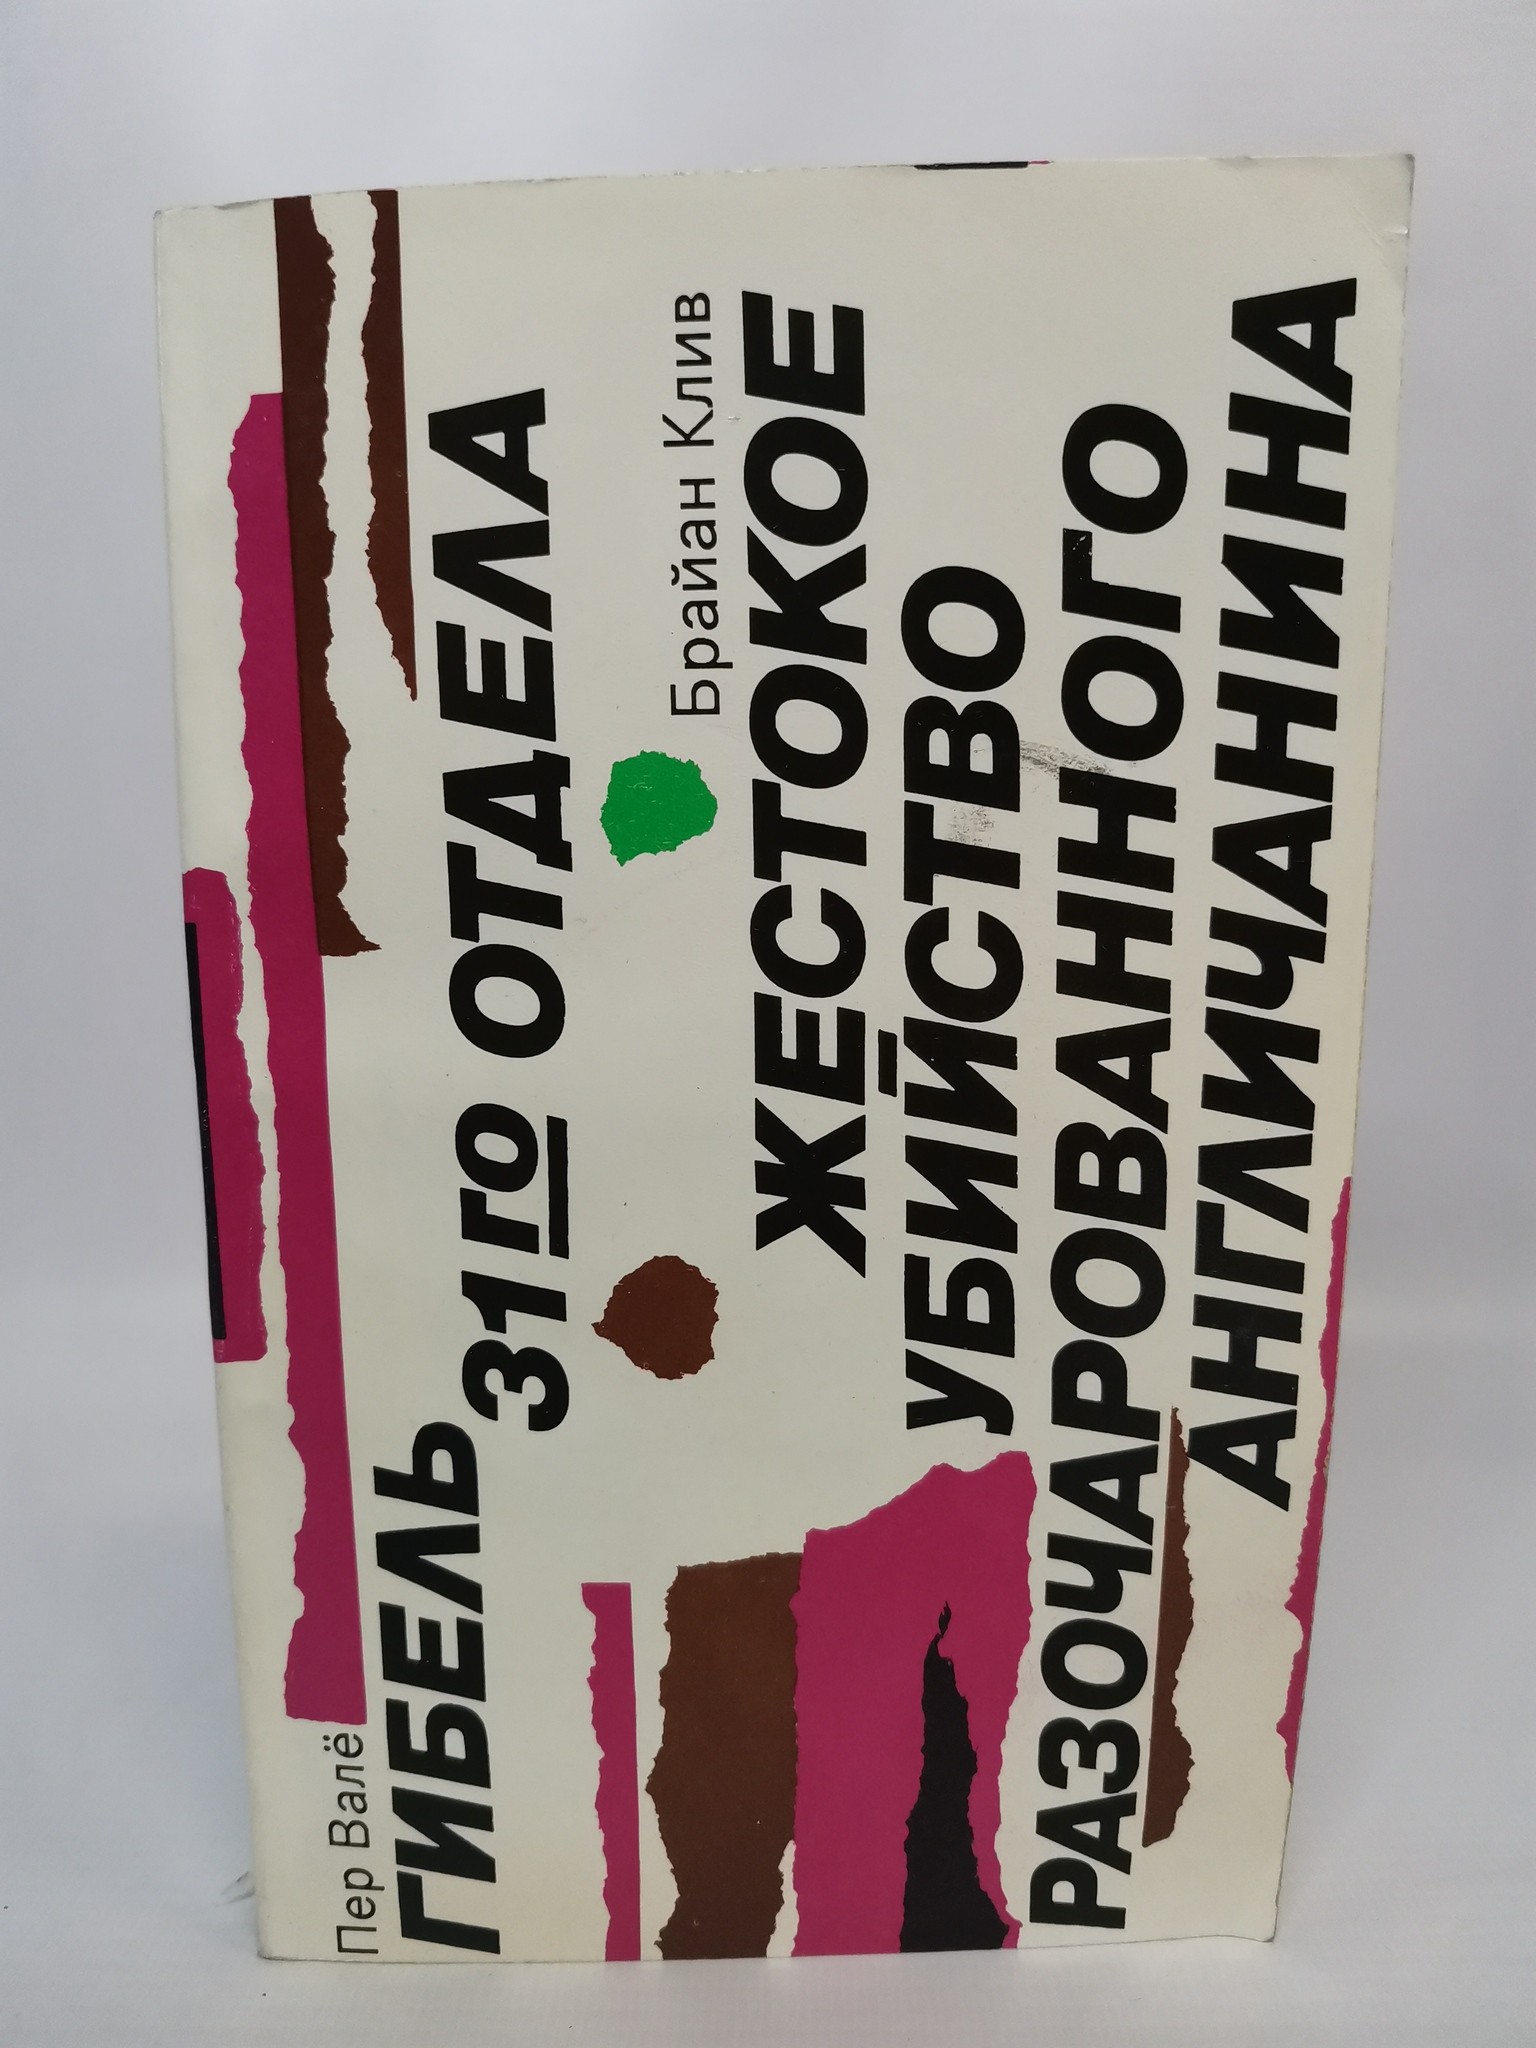 Пер Валё
ГИБЕЛЬ
31го ОТДЕЛА
Брайан Клив
ЖЕСТОКОЕ
УБИЙСТВО
РАЗОЧАРОВАННОГО
АНГЛИЧАНИНА